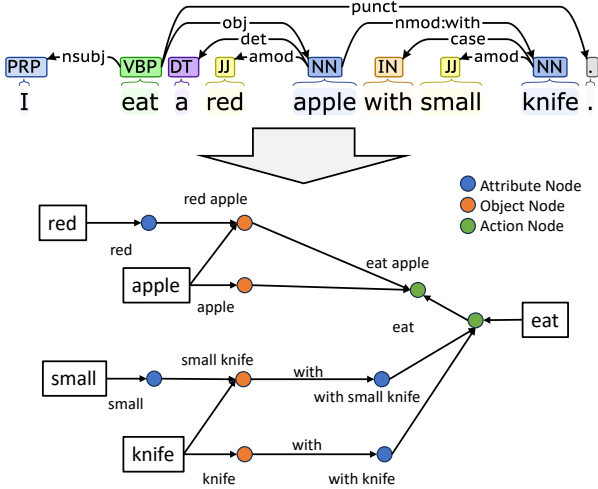 punct
obj nmod:with
det case
nsubj amod amod
PRP VBP DT JJ NN IN JJ NN .
I eat a red apple with small knife .
Attribute Node
Object Node
Action Node
red apple
red
red
eat apple
apple
apple
eat
eat
small knife
with
small
small
with small knife
with
knife
knife
with knife